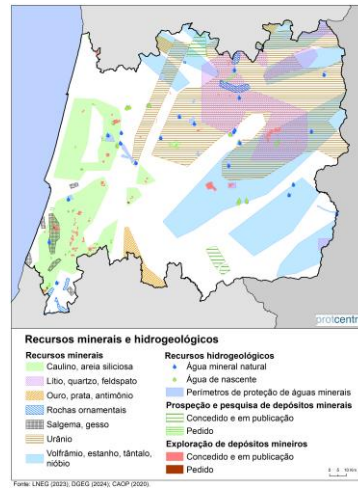 protcentro
Recursos minerais e hidrogeológicos
Recursos minerais
Caulino, areia siliciosa
Lítio, quartzo, feldspato
Ouro, prata, antimônio
Rochas ornamentais
Salgema, gesso
Urânio
Volfrâmio, estanho, tântalo,
nióbio
Recursos hidrogeológicos
Água mineral natural
Água de nascente
Perímetros de proteção de águas minerais
Prospeção e pesquisa de depósitos minerais
Concedido e em publicação
Pedido
Exploração de depósitos mineiros
Concedido e em publicação
Pedido
Fonte: LNEG (2023); DGEG (2024); CAOP (2020).